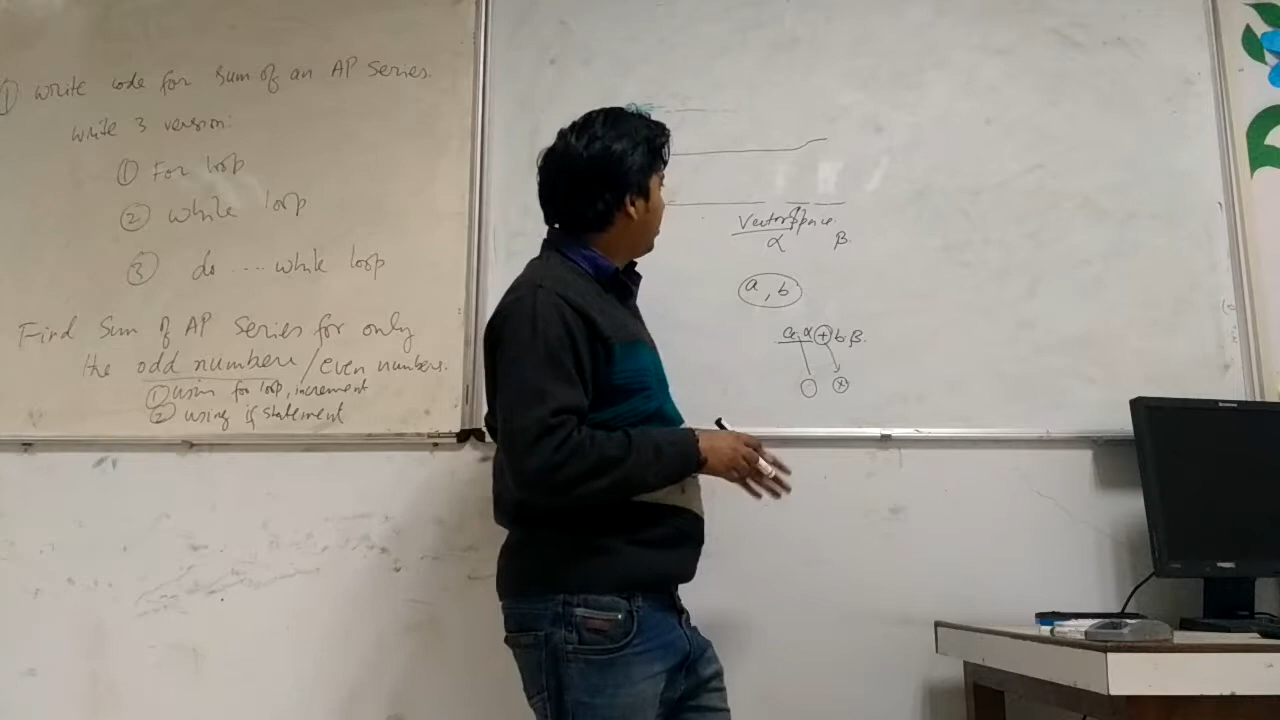 ① Write code for Sum of an AP Series.
Write 3 version:
① For loop
② while loop
③ do .... while loop
Find Sum of AP Series for only
the odd numbers/even numbers.
① using for loop, increment
② using if statement
Vector Space.
α β
a, b
a α + b β.
·
×